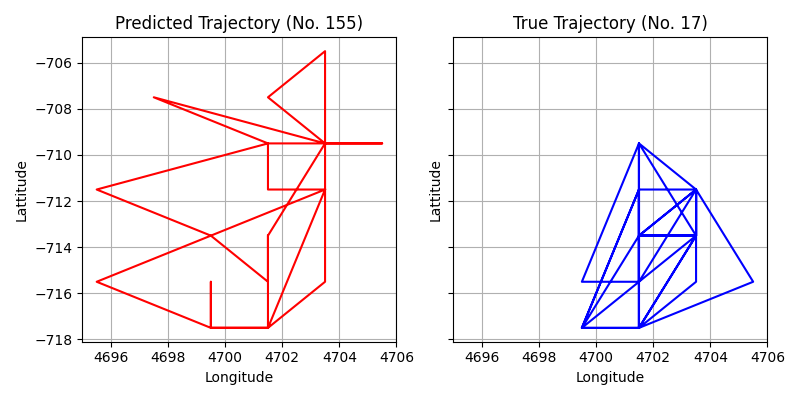 Predicted Trajectory (No. 155)
True Trajectory (No. 17)
Lattitude
−706
−708
−710
−712
−714
−716
−718
4696 4698 4700 4702 4704 4706
Longitude
Lattitude
4696 4698 4700 4702 4704 4706
Longitude